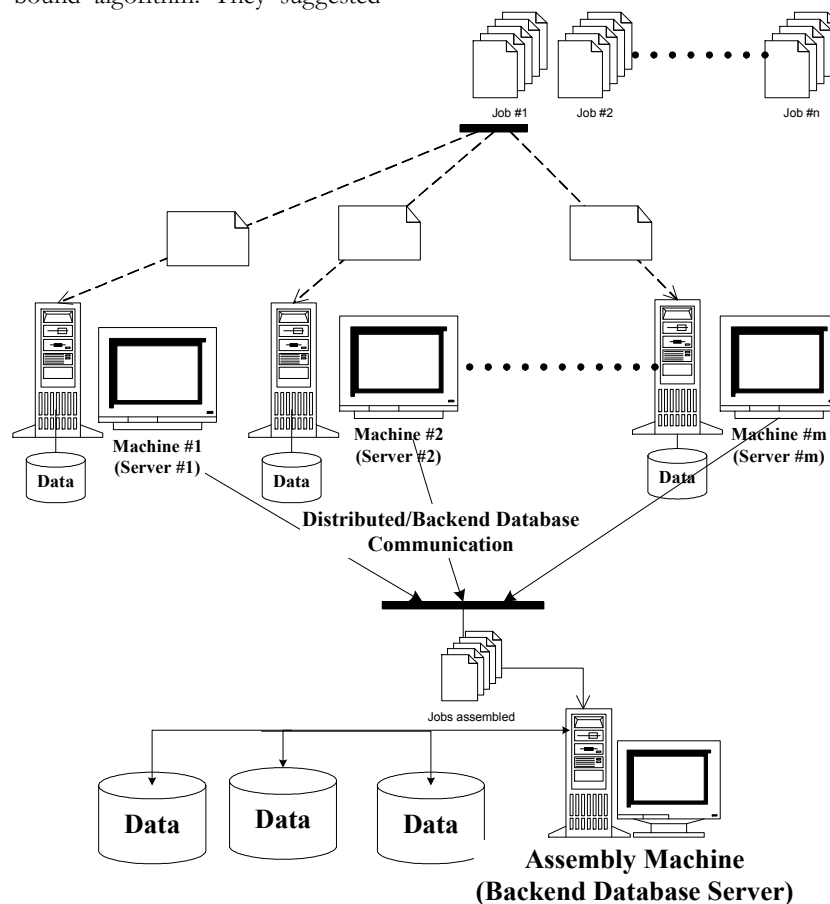 bound algorithm. They suggested
Job #1
Job #2
Job #n
Machine #1
(Server #1)
Machine #2
(Server #2)
Machine #m
(Server #m)
Data
Data
Data
Distributed/Backend Database
Communication
Jobs assembled
Data
Data
Data
Assembly Machine
(Backend Database Server)